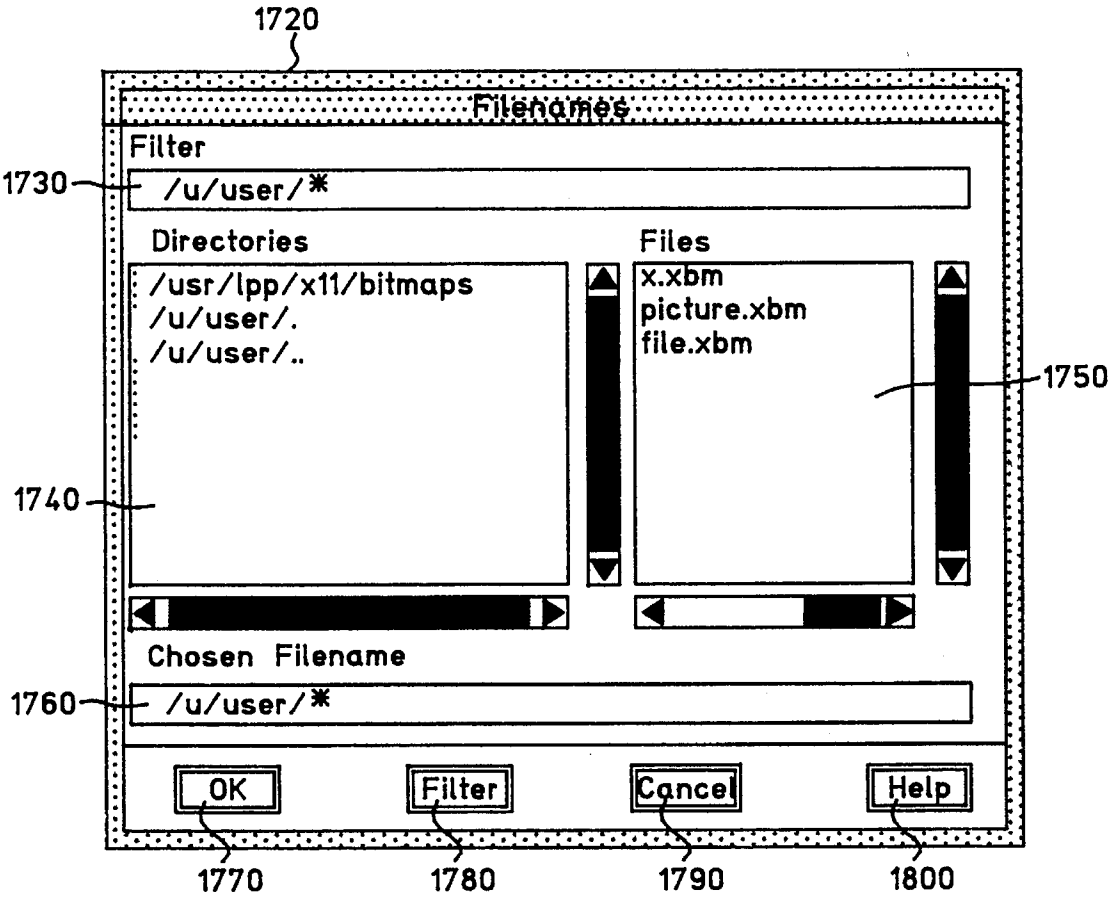 1720
Filenames
Filter
1730
/u/user/*
Directories
Files
/usr/lpp/x11/bitmaps
/u/user/.
/u/user/..
x.xbm
picture.xbm
file.xbm
1750
1740
Chosen Filename
1760
/u/user/*
OK
Filter
Cancel
Help
1770
1780
1790
1800